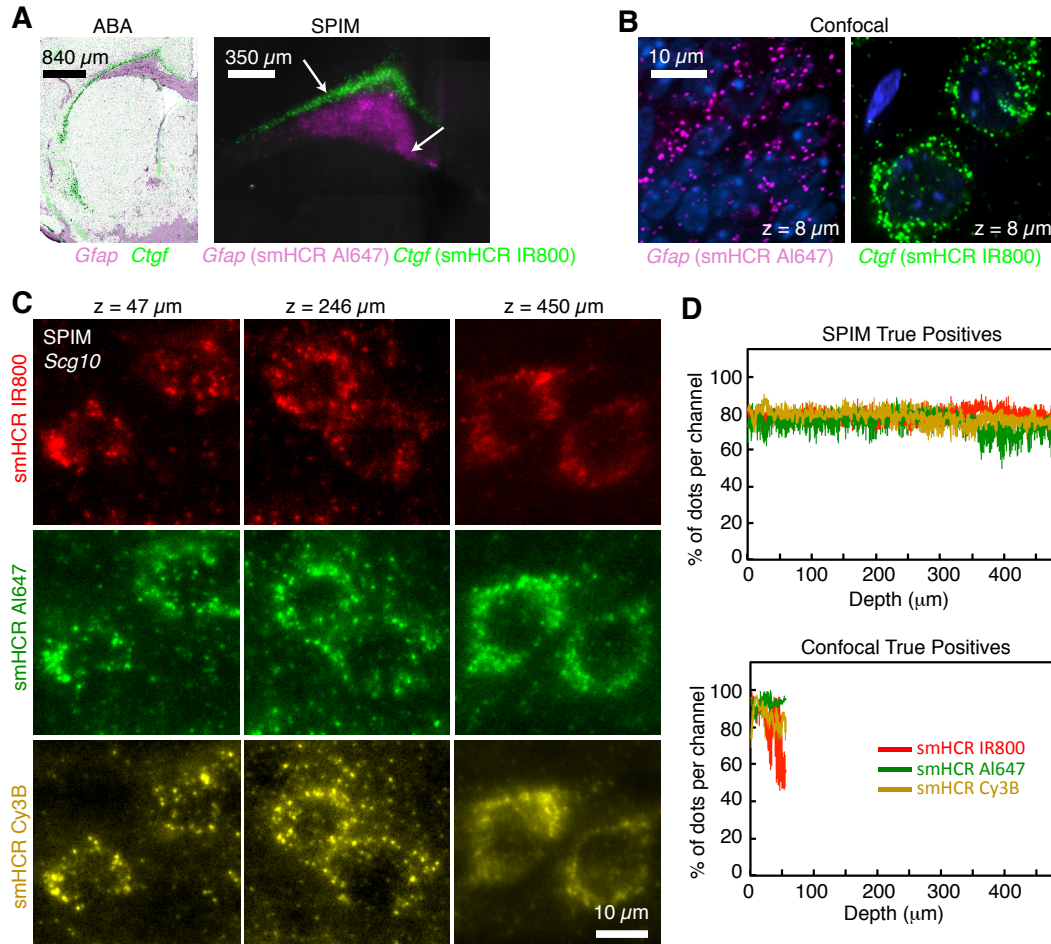 A
ABA
SPIM
840 µm
350 µm
Gfap Ctgf
Gfap (smHCR Al647) Ctgf (smHCR IR800)
B
Confocal
10 µm
z = 8 µm
z = 8 µm
Gfap (smHCR Al647)
Ctgf (smHCR IR800)
C
z = 47 µm
z = 246 µm
z = 450 µm
SPIM
Scg10
smHCR IR800
smHCR Al647
smHCR Cy3B
10 µm
D
SPIM True Positives
% of dots per channel
100
80
60
40
20
0
0 100 200 300 400
Depth (µm)
Confocal True Positives
% of dots per channel
100
80
60
40
20
0
smHCR IR800
smHCR Al647
smHCR Cy3B
0 100 200 300 400
Depth (µm)